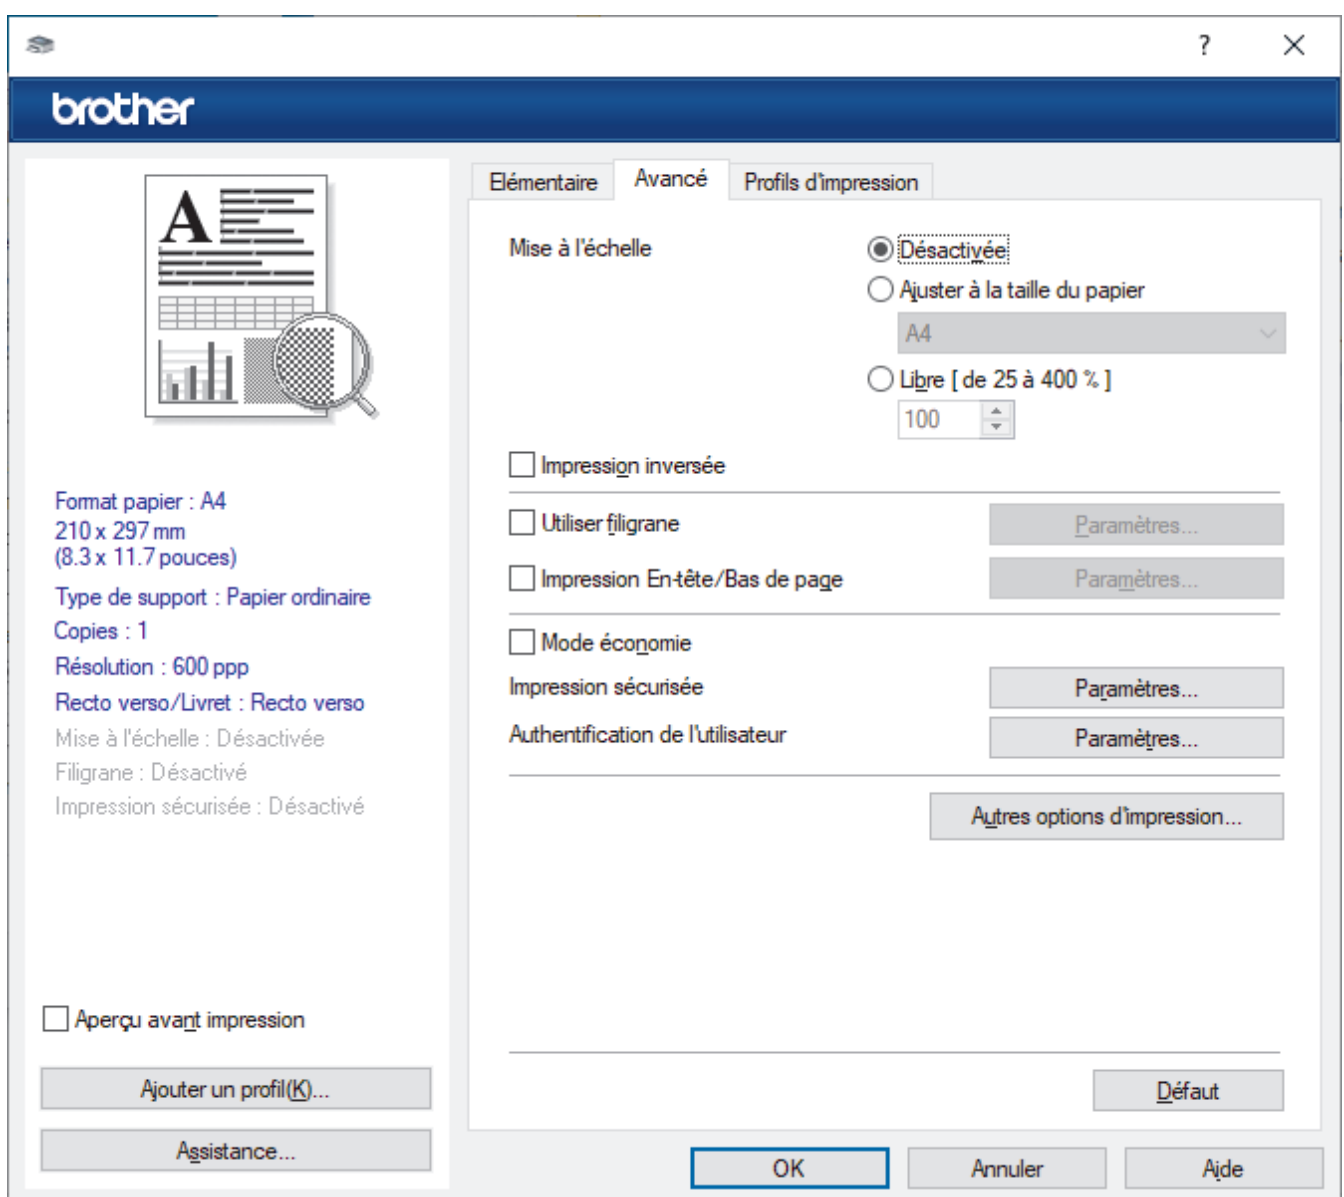 ?
brother
A
Elémentaire
Avancé
Profils d'impression
Mise à l'échelle
Désactivée
Ajuster à la taille du papier
A4
Libre [ de 25 à 400 % ]
100
Impression inversée
Utiliser filigrane
Paramètres...
Impression En-tête/Bas de page
Paramètres...
Mode économie
Impression sécurisée
Paramètres...
Authentification de l'utilisateur
Paramètres...
Autres options d'impression...
Défaut
Format papier : A4
210 x 297 mm
(8.3 x 11.7 pouces)
Type de support : Papier ordinaire
Copies : 1
Résolution : 600 ppp
Recto verso/Livret : Recto verso
Mise à l'échelle : Désactivée
Filigrane : Désactivé
Impression sécurisée : Désactivé
Aperçu avant impression
Ajouter un profil(K)...
Assistance...
OK
Annuler
Aide